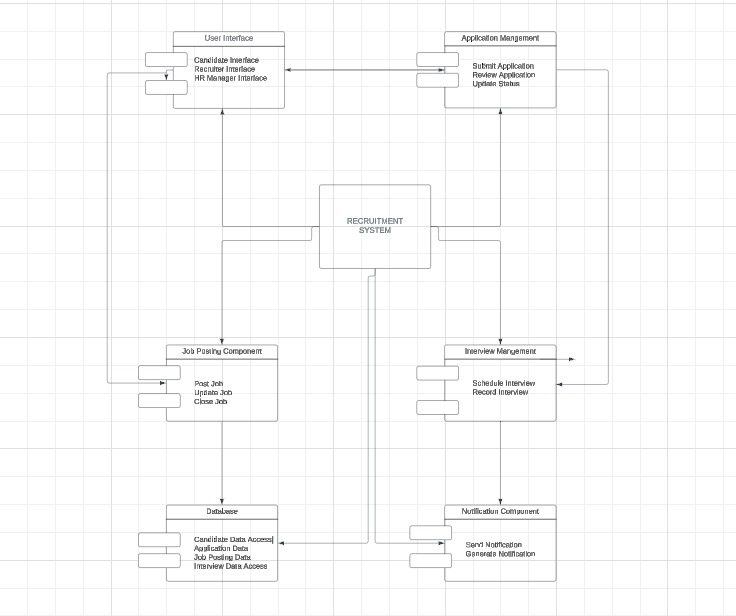 User Interface
Candidate Interface
Recruiter Interface
HR Manager Interface
Application Mangement
Submit Application
Review Application
Update Status
RECRUITMENT
SYSTEM
Job Posting Component
Post Job
Update Job
Close Job
Interview Mangement
Schedule Interview
Record Interview
Database
Candidate Data Access
Application Data
Job Posting Data
Interview Data Access
Notification Component
Send Notification
Generate Notification